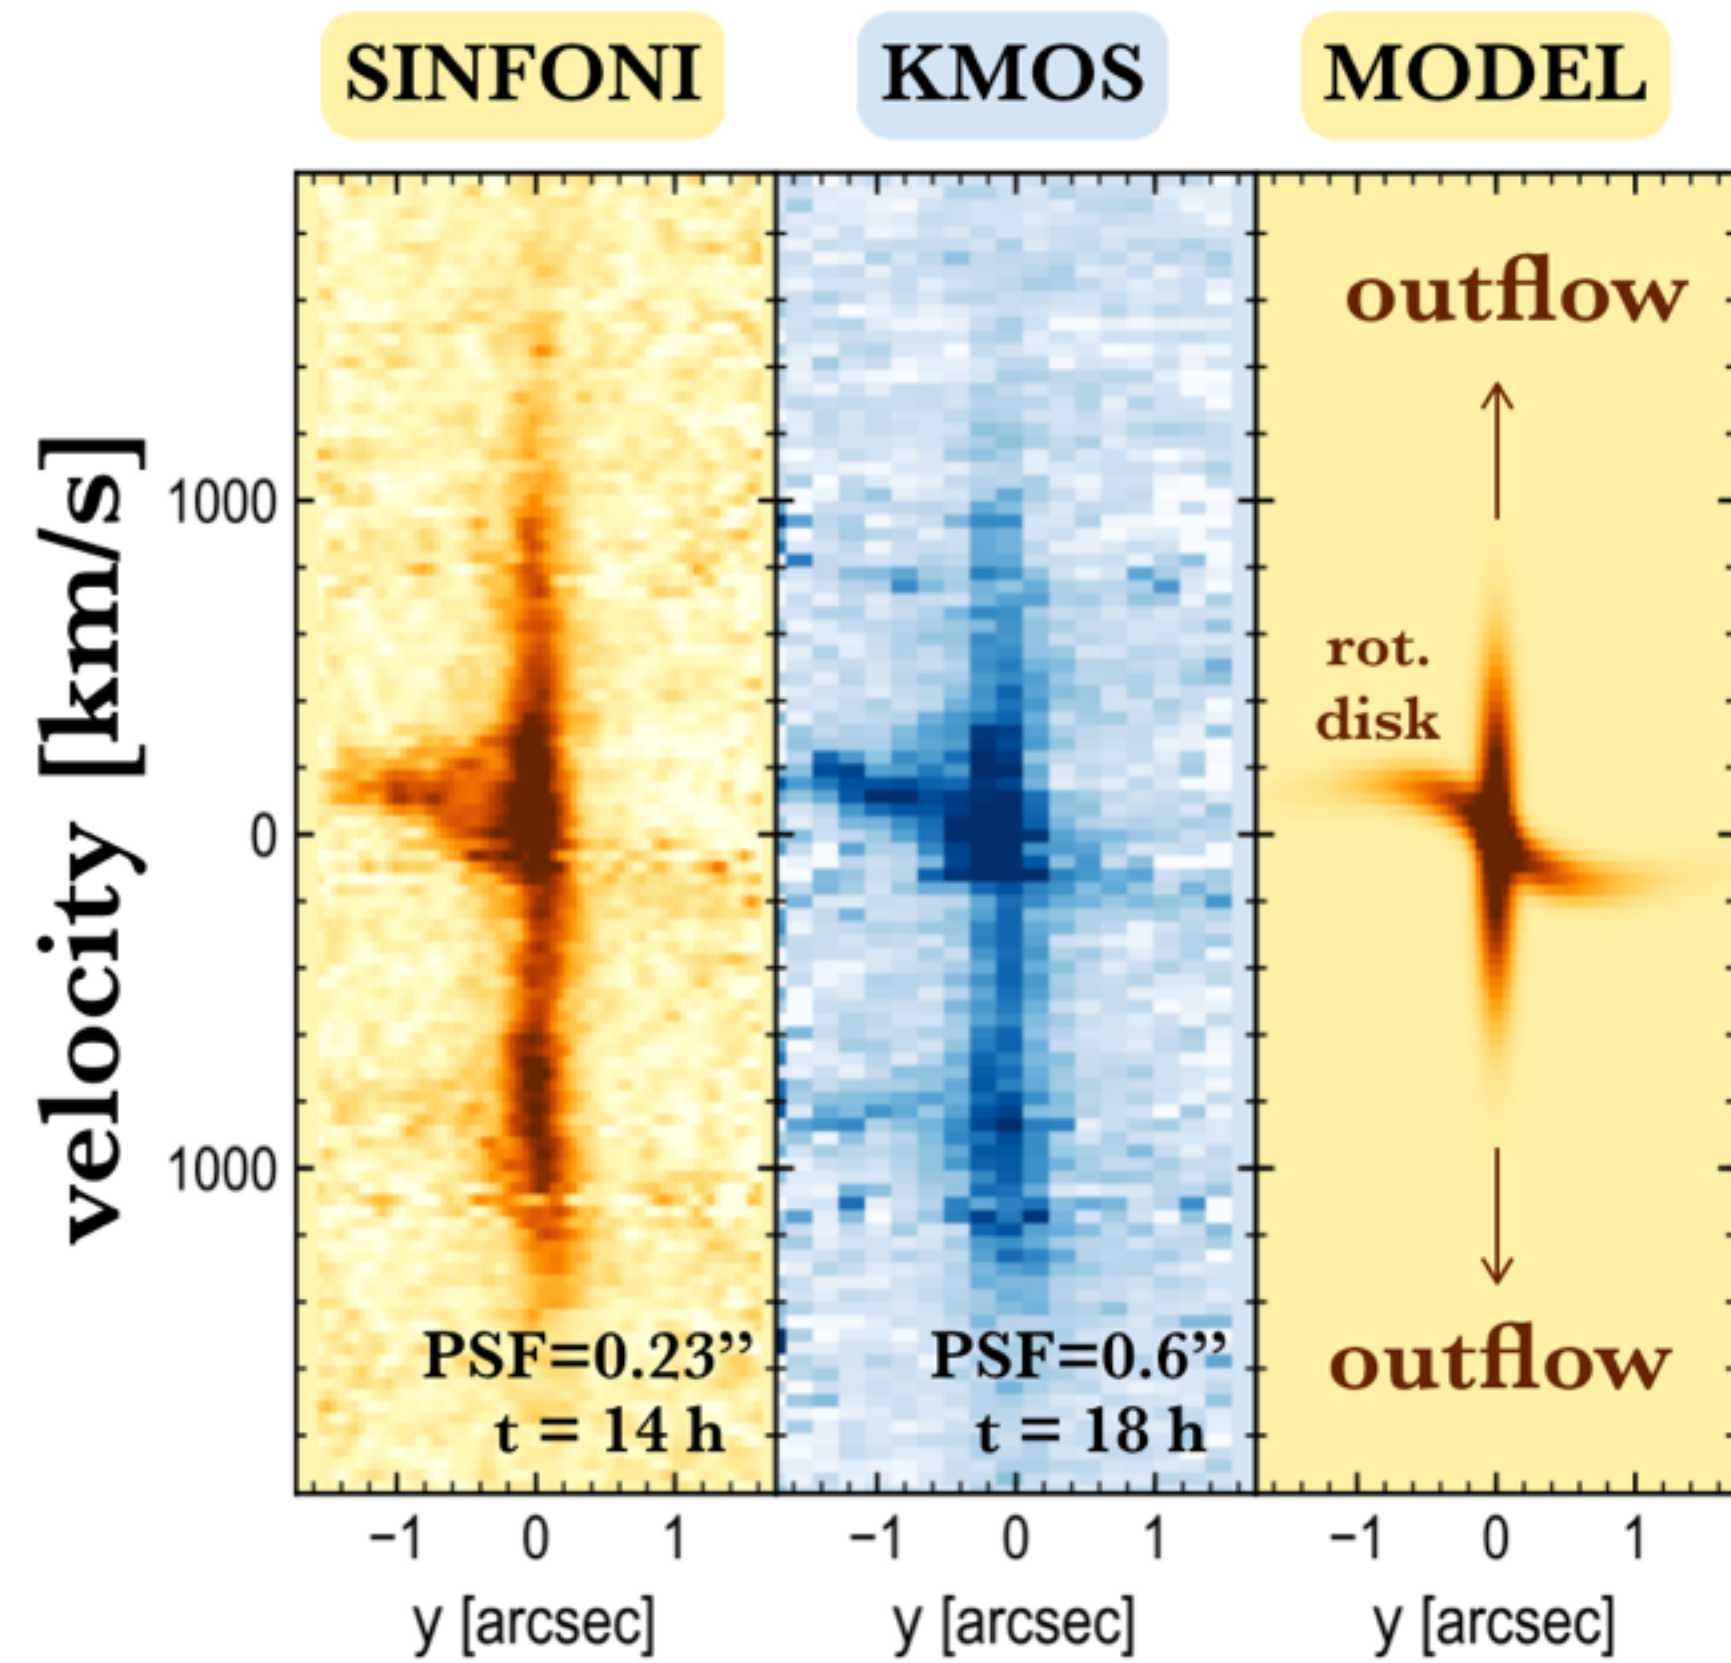 SINFONI
KMOS
MODEL
velocity [km/s]
1000
0
1000
PSF=0.23”
t = 14 h
PSF=0.6”
t = 18 h
outflow
rot.
disk
outflow
−1 0 1
−1 0 1
−1 0 1
y [arcsec]
y [arcsec]
y [arcsec]